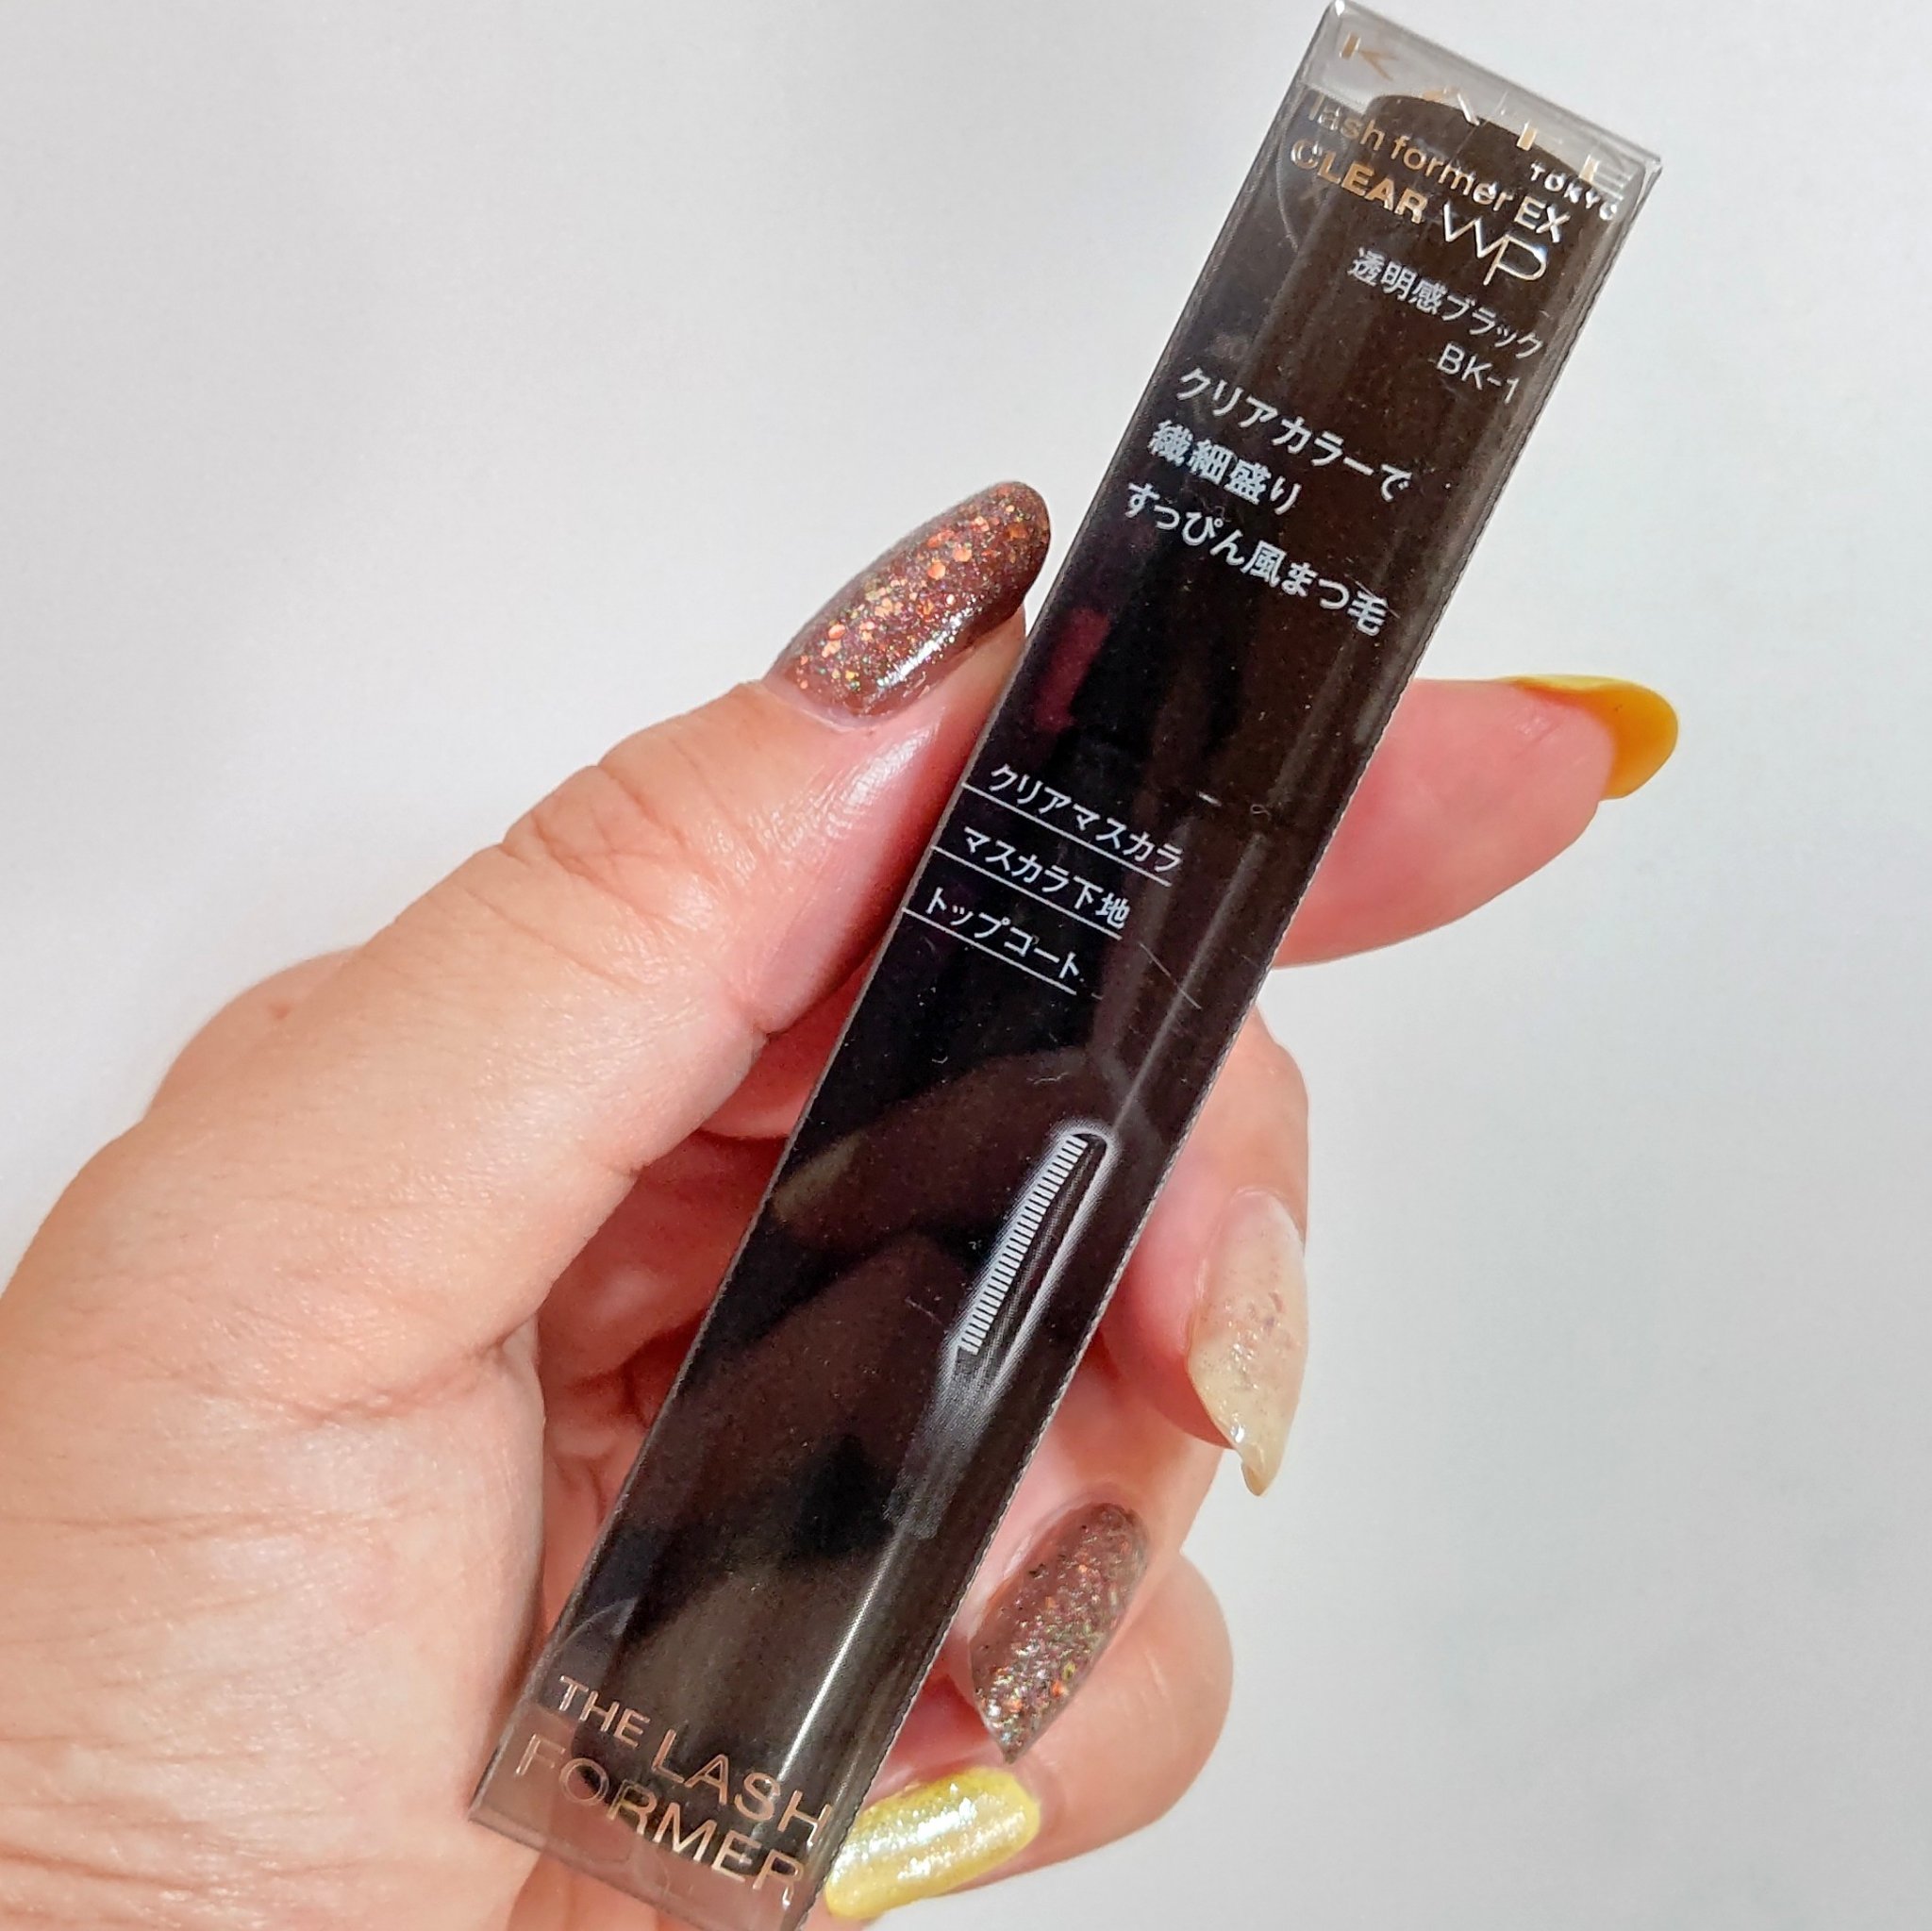 KATE
TOKYO
lash former EX
CLEAR WP
透明感ブラック
BK-1
クリアカラーで
繊細盛り
すっぴん風まつ毛
クリアマスカラ
マスカラ下地
トップコート
THE LASH
FORMER